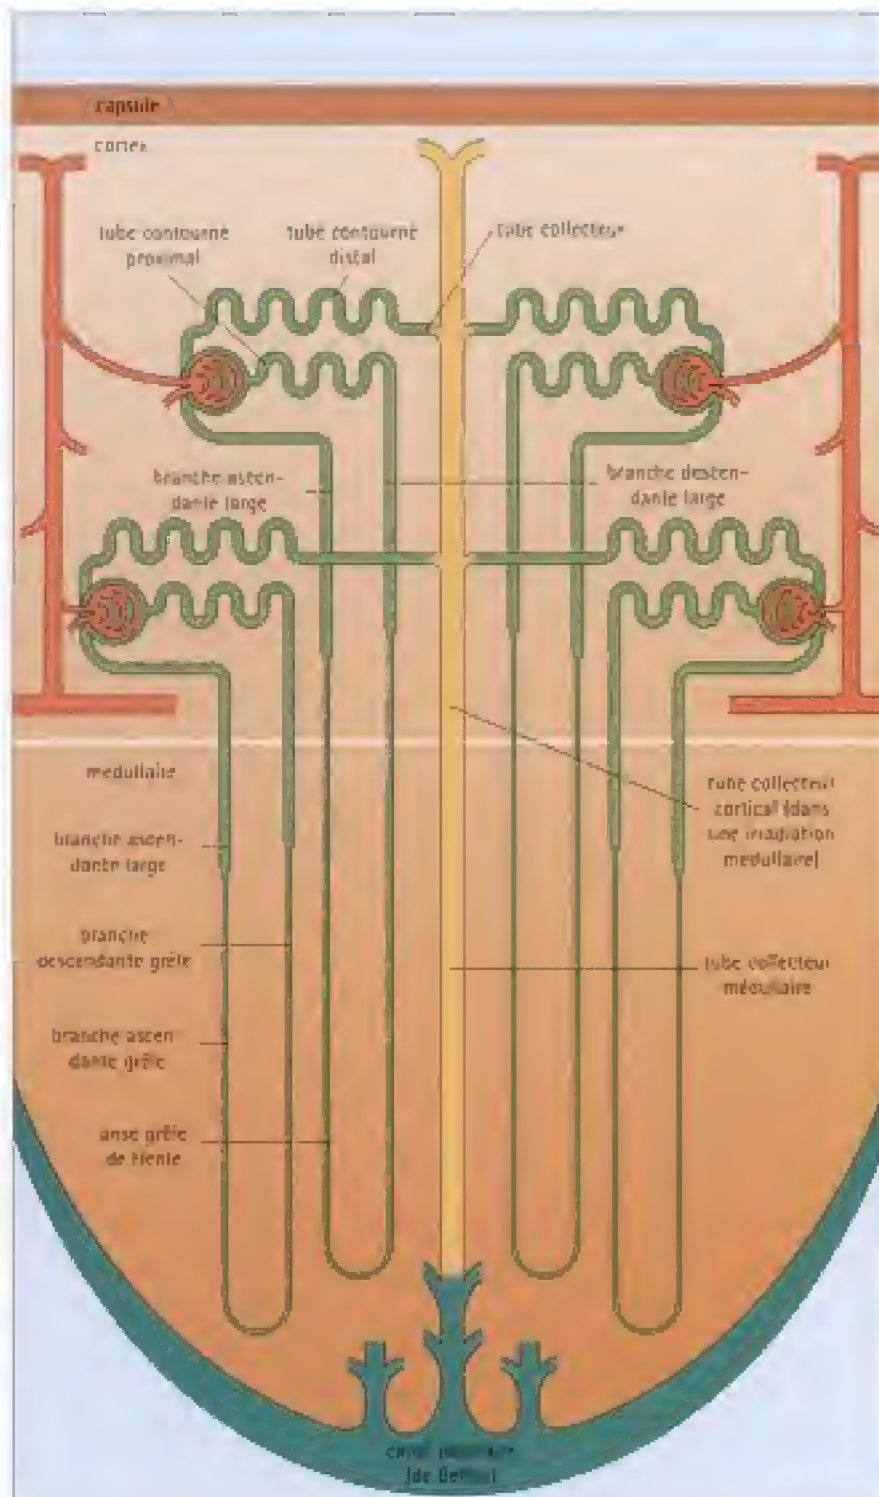 capsule
cortex
tube contourné
proximal
tube contourné
distal
tube collecteur
branche ascen-
dante large
branche descen-
dante large
médullaire
branche ascen-
dante large
tube collecteur
cortical (dans
une irradiation
médullaire)
branche
descendante grêle
tube collecteur
médullaire
branche ascen-
dante grêle
anse grêle
de Henle
(de Bellini)